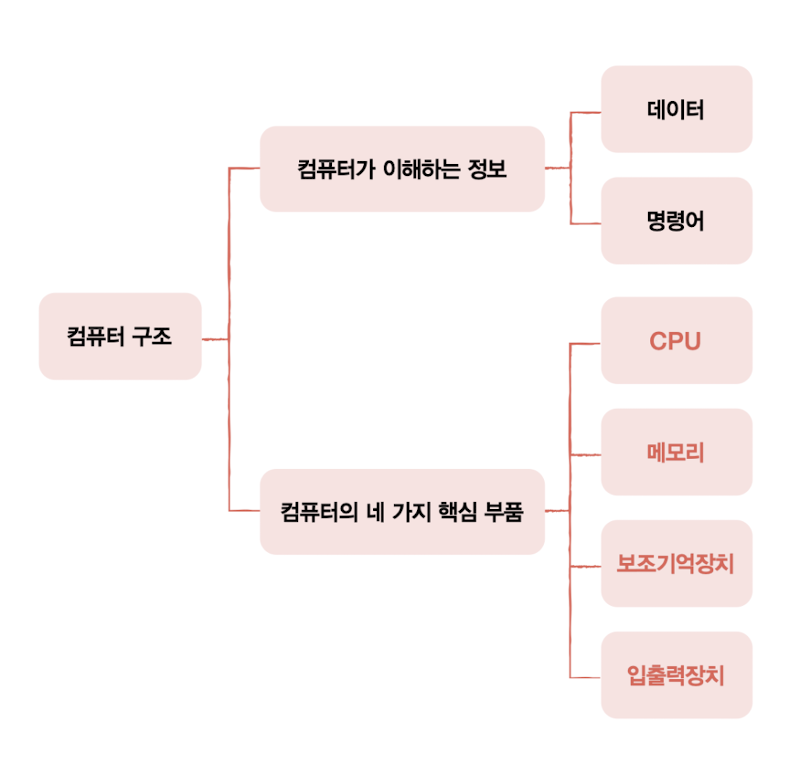 컴퓨터 구조
컴퓨터가 이해하는 정보
데이터
명령어
컴퓨터의 네 가지 핵심 부품
CPU
메모리
보조기억장치
입출력장치